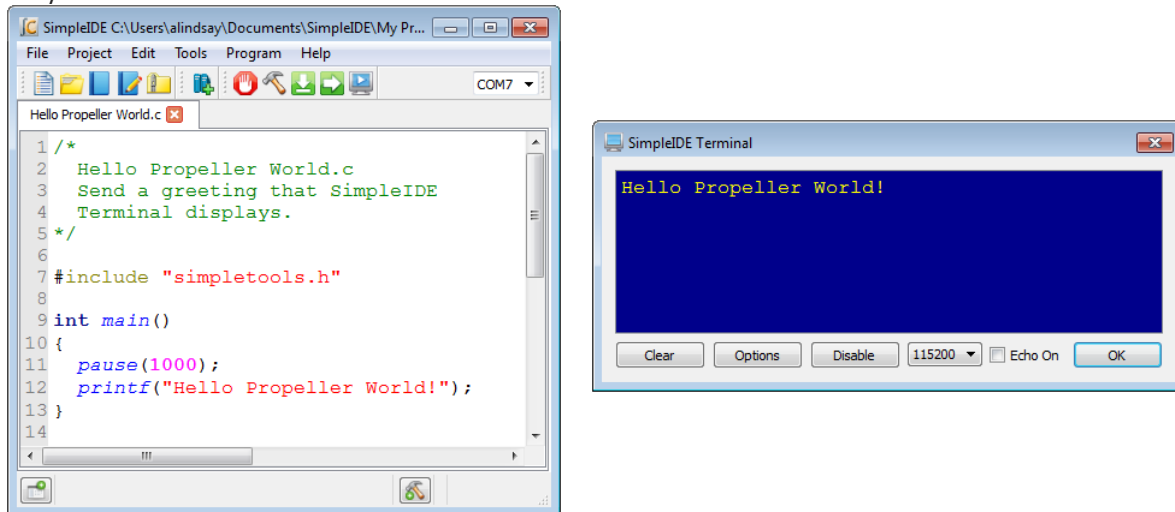 SimpleIDE C:\Users\alindsay\Documents\SimpleIDE\My Pr...
File Project Edit Tools Program Help
COM7
Hello Propeller World.c
1 /*
2 Hello Propeller World.c
3 Send a greeting that SimpleIDE
4 Terminal displays.
5 */
6
7 #include "simpletools.h"
8
9 int main()
10 {
11 pause(1000);
12 printf("Hello Propeller World!");
13 }
14
SimpleIDE Terminal
Hello Propeller World!
Clear Options Disable 115200 Echo On OK